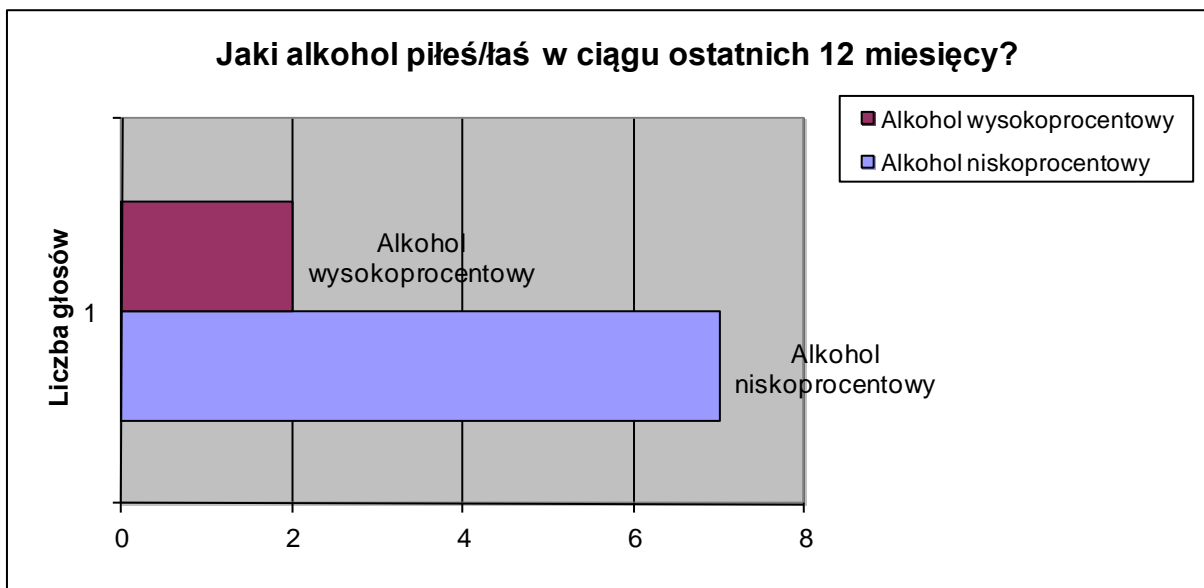 Jaki alkohol piłeś/łaś w ciągu ostatnich 12 miesięcy?
Alkohol wysokoprocentowy
Alkohol niskoprocentowy
Liczba głosów
1
Alkohol
wysokoprocentowy
Alkohol
niskoprocentowy
0 2 4 6 8